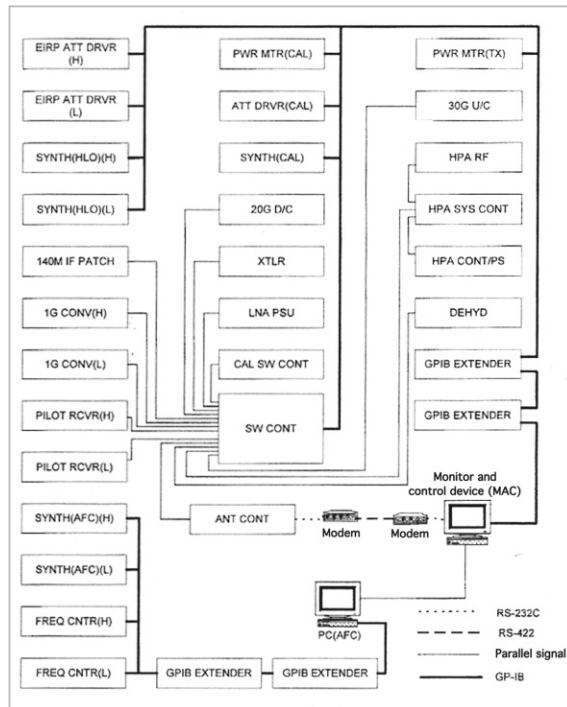 EIRP ATT DRVR
(H)
EIRP ATT DRVR
(L)
SYNTH(HLO)(H)
SYNTH(HLO)(L)
140M IF PATCH
1G CONV(H)
1G CONV(L)
PILOT RCVR(H)
PILOT RCVR(L)
SYNTH(AFC)(H)
SYNTH(AFC)(L)
FREQ CNTR(H)
FREQ CNTR(L)
PWR MTR(CAL)
ATT DRVR(CAL)
SYNTH(CAL)
20G D/C
XTLR
LNA PSU
CAL SW CONT
SW CONT
ANT CONT
GPIB EXTENDER
GPIB EXTENDER
PWR MTR(TX)
30G U/C
HPA RF
HPA SYS CONT
HPA CONT/PS
DEHYD
GPIB EXTENDER
GPIB EXTENDER
Monitor and
control device (MAC)
Modem
Modem
PC(AFC)
RS-232C
RS-422
Parallel signal
GP-IB